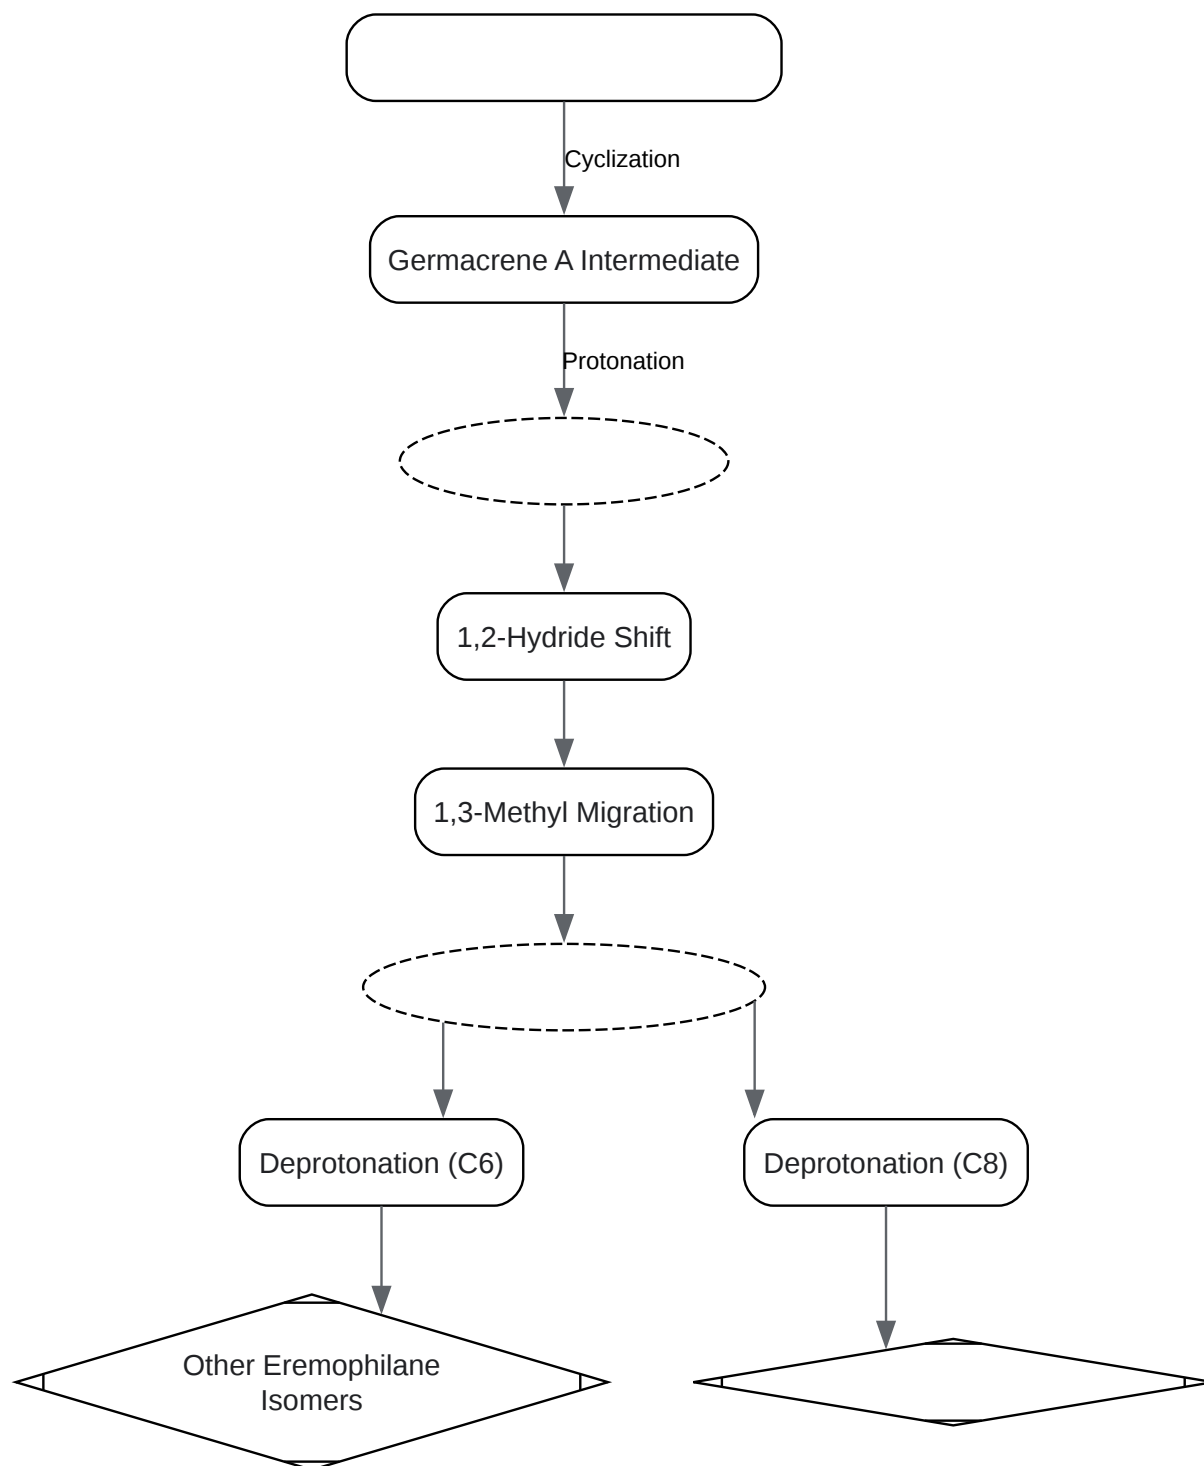 Cyclization
Germacrene A Intermediate
Protonation
1,2-Hydride Shift
1,3-Methyl Migration
Deprotonation (C6)
Deprotonation (C8)
Other Eremophilane
Isomers